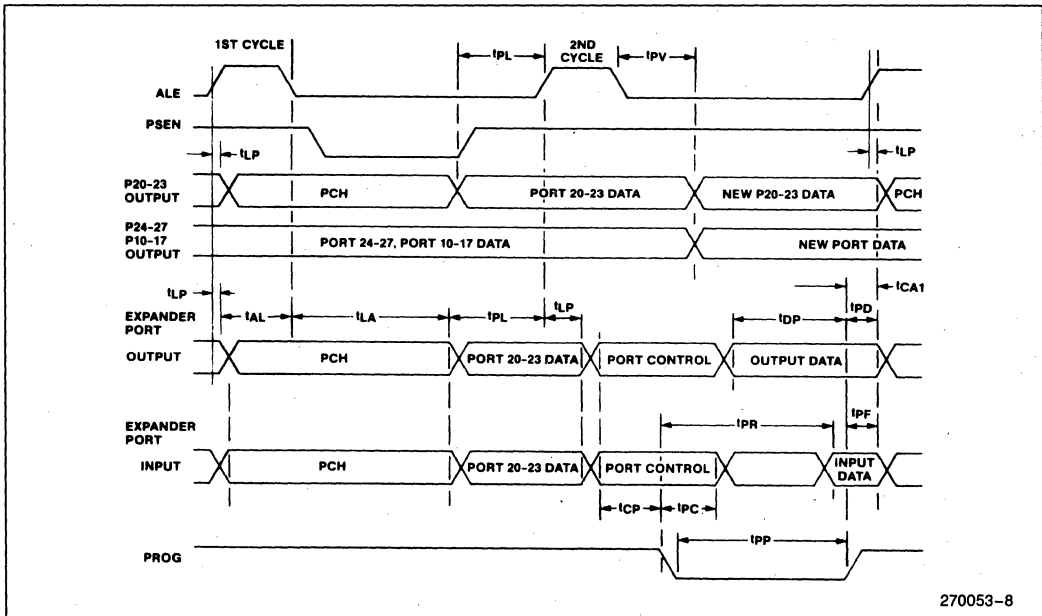 1ST CYCLE
tPL
2ND
CYCLE
tPV
ALE
PSEN
tLP
tLP
P20-23
OUTPUT
PCH
PORT 20-23 DATA
NEW P20-23 DATA
PCH
P24-27
P10-17
OUTPUT
PORT 24-27, PORT 10-17 DATA
NEW PORT DATA
tLP
tCA1
EXPANDER
PORT
OUTPUT
tAL
tLA
tPL
tLP
tDP
tPD
PCH
PORT 20-23 DATA
PORT CONTROL
OUTPUT DATA
EXPANDER
PORT
INPUT
tPR
tPF
PCH
PORT 20-23 DATA
PORT CONTROL
INPUT
DATA
tCP
tPC
PROG
tPP
270053-8